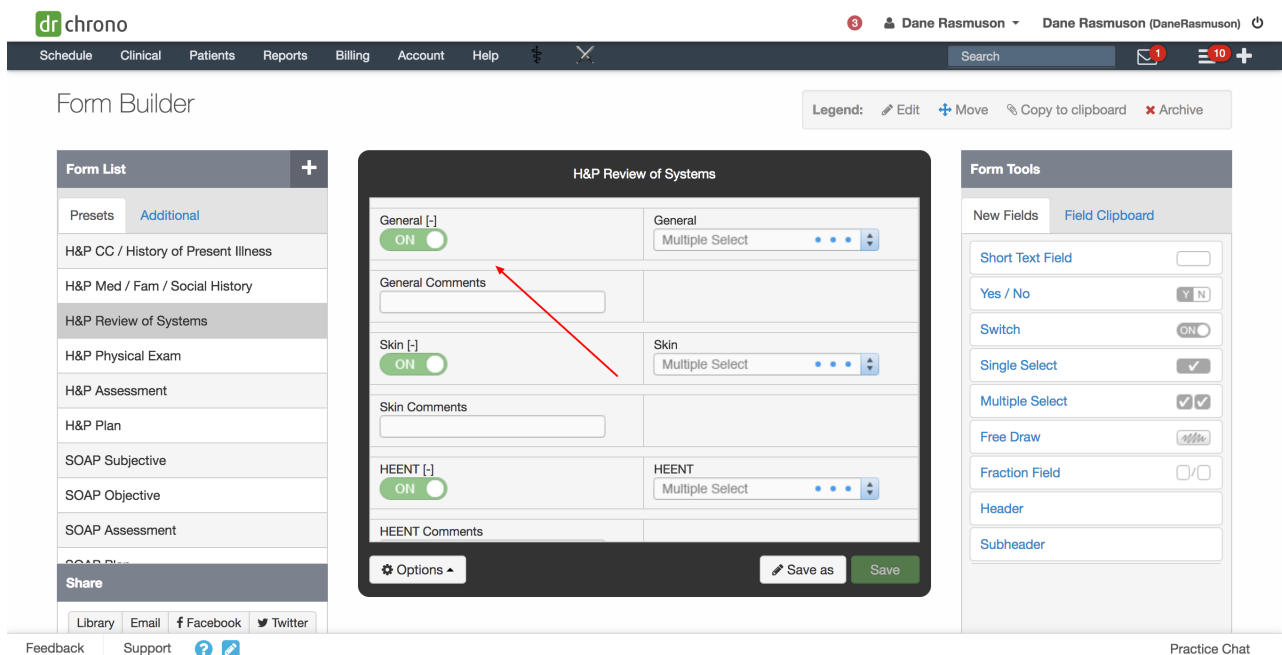 dr chrono
3 Dane Rasmuson Dane Rasmuson (DaneRasmuson)
Schedule Clinical Patients Reports Billing Account Help Search 1 10
Form Builder
Legend: Edit Move Copy to clipboard Archive
Form List
Presets Additional
H&P CC / History of Present Illness
H&P Med / Fam / Social History
H&P Review of Systems
H&P Physical Exam
H&P Assessment
H&P Plan
SOAP Subjective
SOAP Objective
SOAP Assessment
SOAP Plan
Share
Library Email Facebook Twitter
H&P Review of Systems
General [-] General
ON Multiple Select
General Comments
Skin [-] Skin
ON Multiple Select
Skin Comments
HEENT [-] HEENT
ON Multiple Select
HEENT Comments
Options Save as Save
Form Tools
New Fields Field Clipboard
Short Text Field
Yes / No Y N
Switch ON
Single Select
Multiple Select
Free Draw
Fraction Field
Header
Subheader
Feedback Support ? Practice Chat